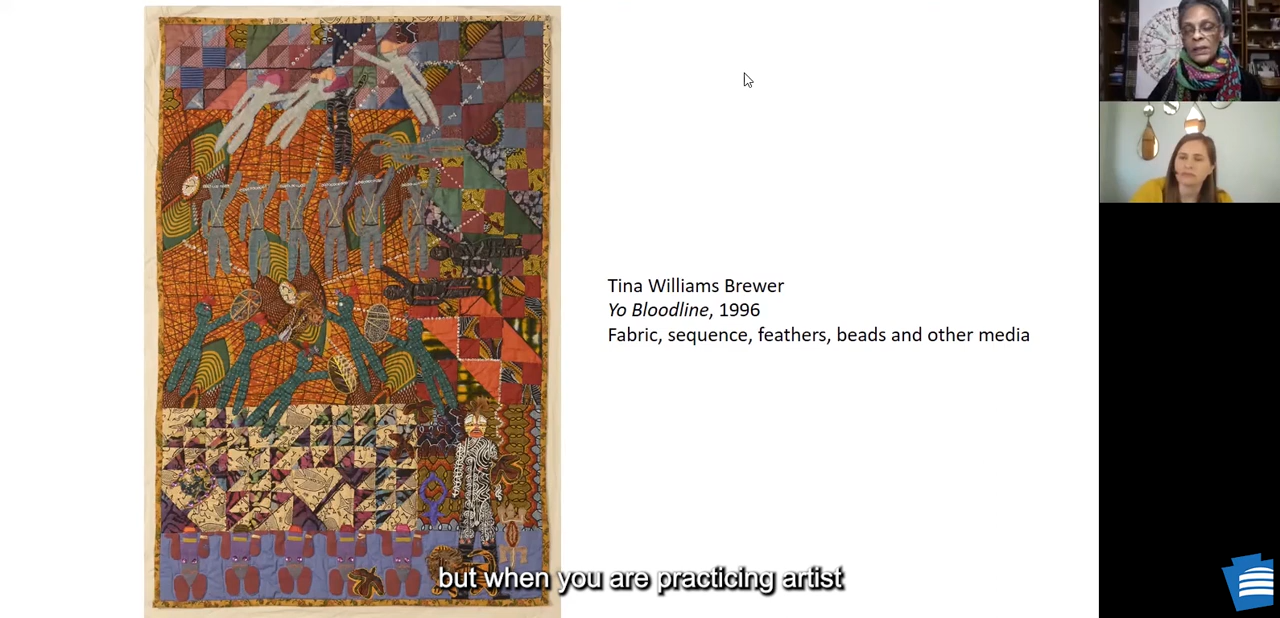 Tina Williams Brewer
Yo Bloodline, 1996
Fabric, sequence, feathers, beads and other media
but when you are practicing artist